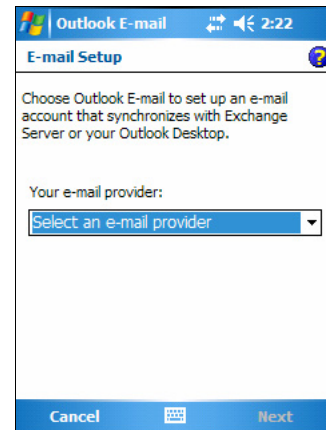 Outlook E-mail 2:22
E-mail Setup ?
Choose Outlook E-mail to set up an e-mail
account that synchronizes with Exchange
Server or your Outlook Desktop.
Your e-mail provider:
Select an e-mail provider
Cancel Next